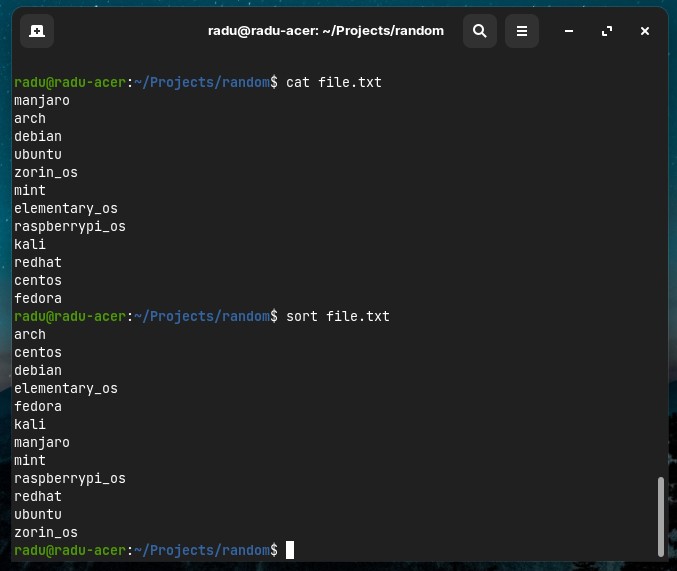 radu@radu-acer: ~/Projects/random
radu@radu-acer:~/Projects/random$ cat file.txt
manjaro
arch
debian
ubuntu
zorin_os
mint
elementary_os
raspberrypi_os
kali
redhat
centos
fedora
radu@radu-acer:~/Projects/random$ sort file.txt
arch
centos
debian
elementary_os
fedora
kali
manjaro
mint
raspberrypi_os
redhat
ubuntu
zorin_os
radu@radu-acer:~/Projects/random$